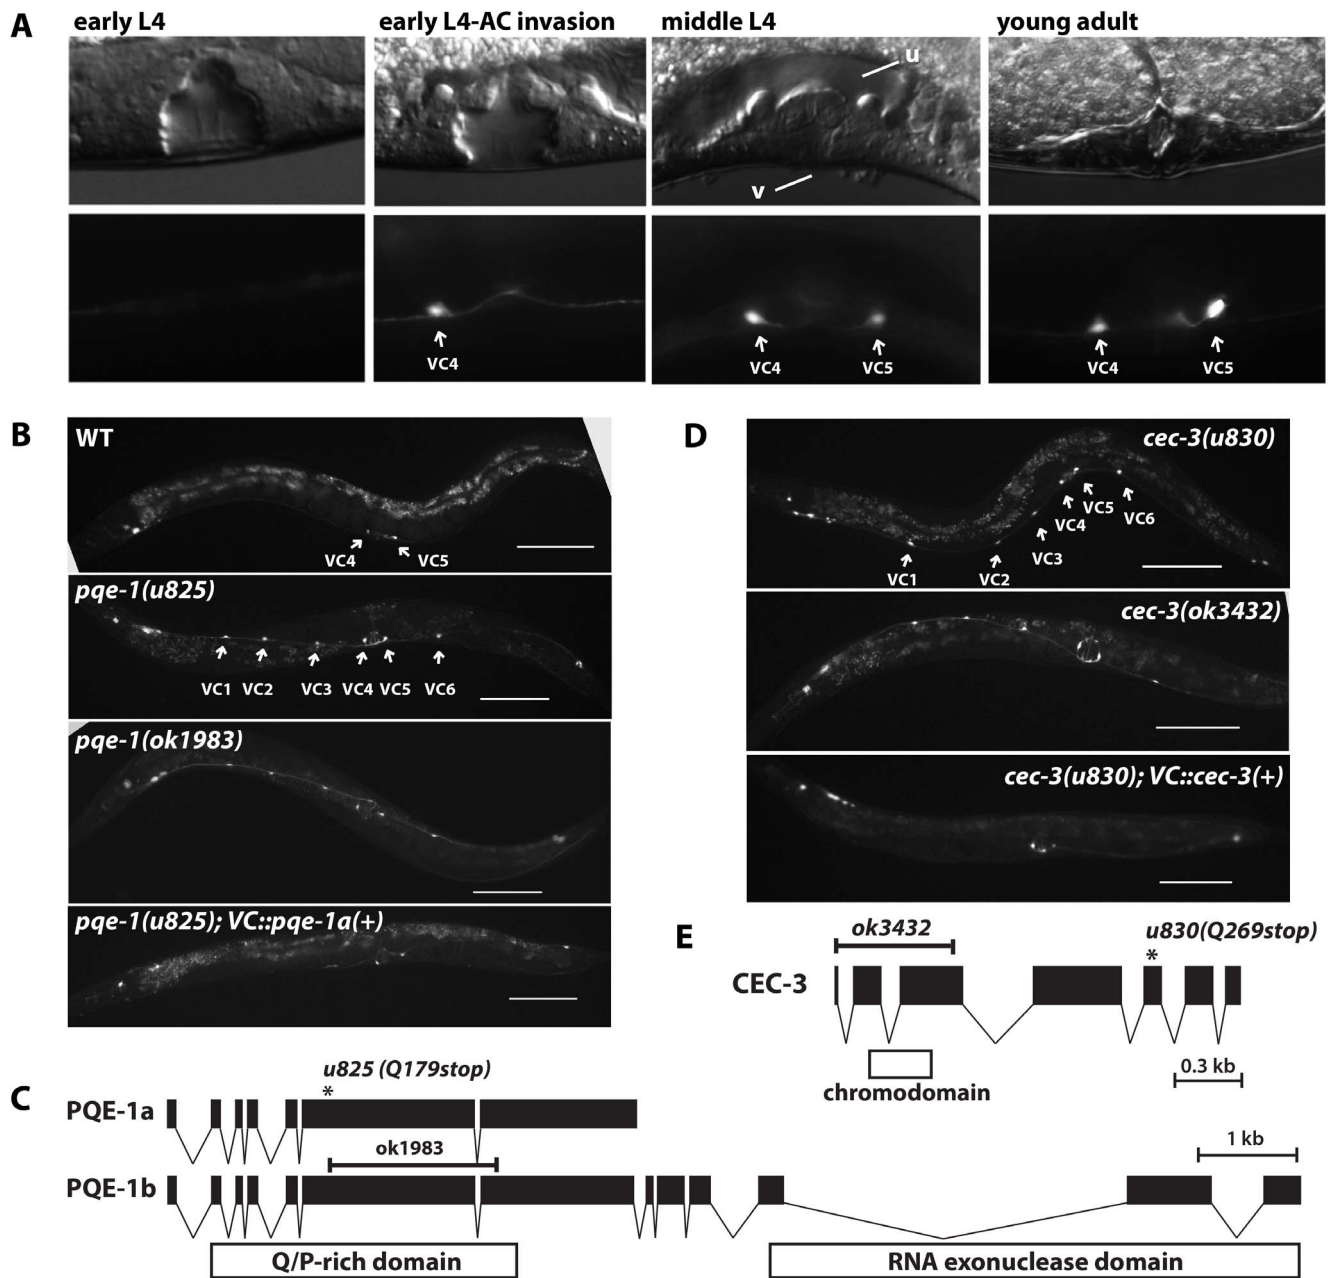 A
early L4
early L4-AC invasion
middle L4
young adult
u
v
VC4
VC4
VC5
VC4
VC5
B
WT
VC4
VC5
pqe-1(u825)
VC1
VC2
VC3
VC4
VC5
VC6
pqe-1(ok1983)
pqe-1(u825); VC::pqe-1a(+)
D
cec-3(u830)
VC5
VC4
VC6
VC3
VC1
VC2
cec-3(ok3432)
cec-3(u830); VC::cec-3(+)
E
ok3432
u830(Q269stop)
*
CEC-3
0.3 kb
chromodomain
C
u825 (Q179stop)
*
PQE-1a
ok1983
1 kb
PQE-1b
Q/P-rich domain
RNA exonuclease domain